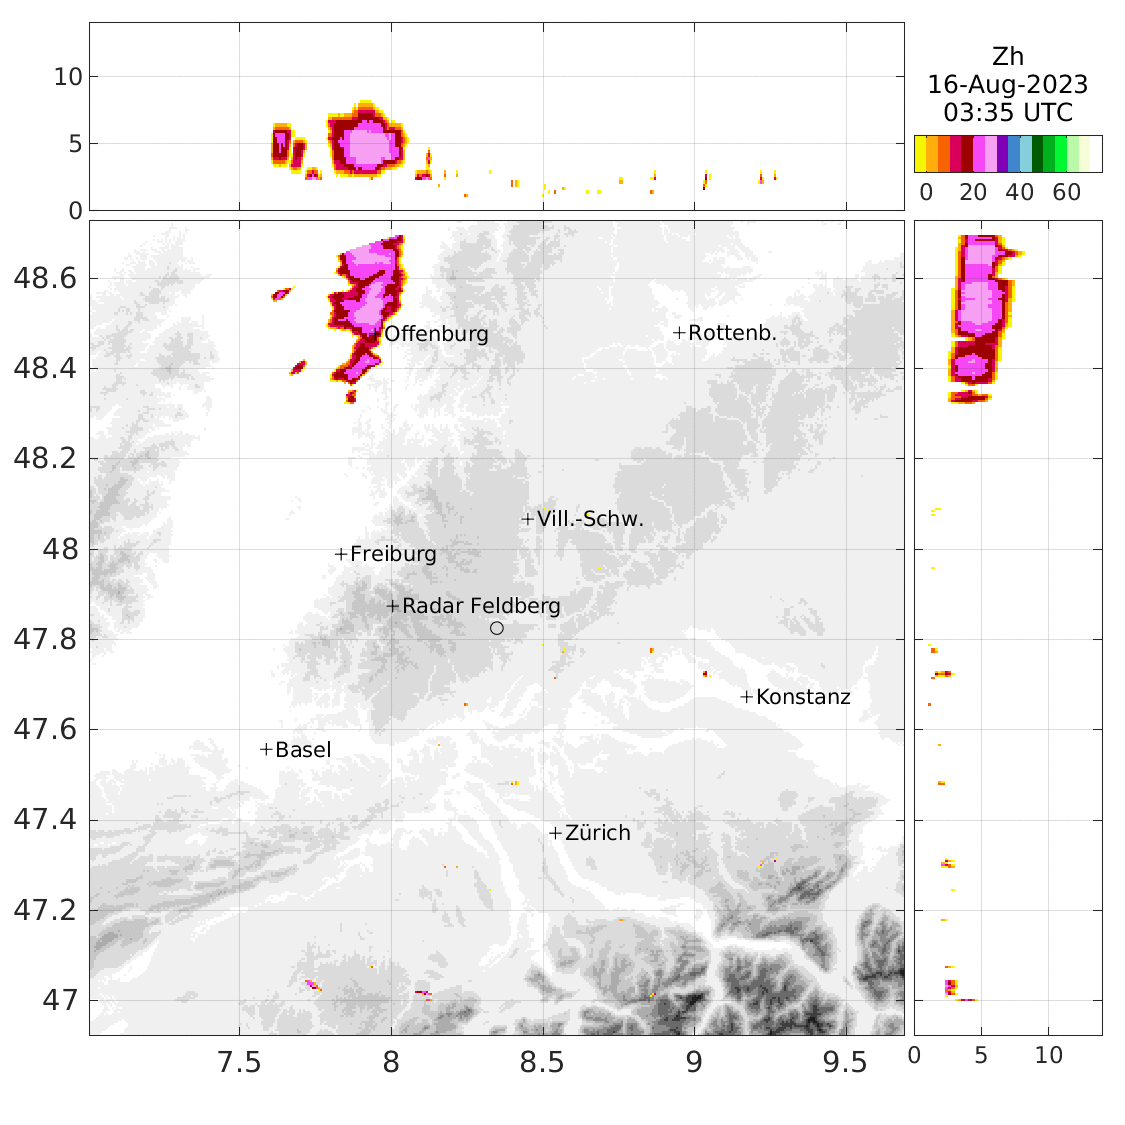 10
5
0
Zh
16-Aug-2023
03:35 UTC
0 20 40 60
48.6
48.4
48.2
48
47.8
47.6
47.4
47.2
47
Offenburg
Rottenb.
Vill.-Schw.
Freiburg
Radar Feldberg
Konstanz
Basel
Zürich
7.5 8 8.5 9 9.5
0 5 10